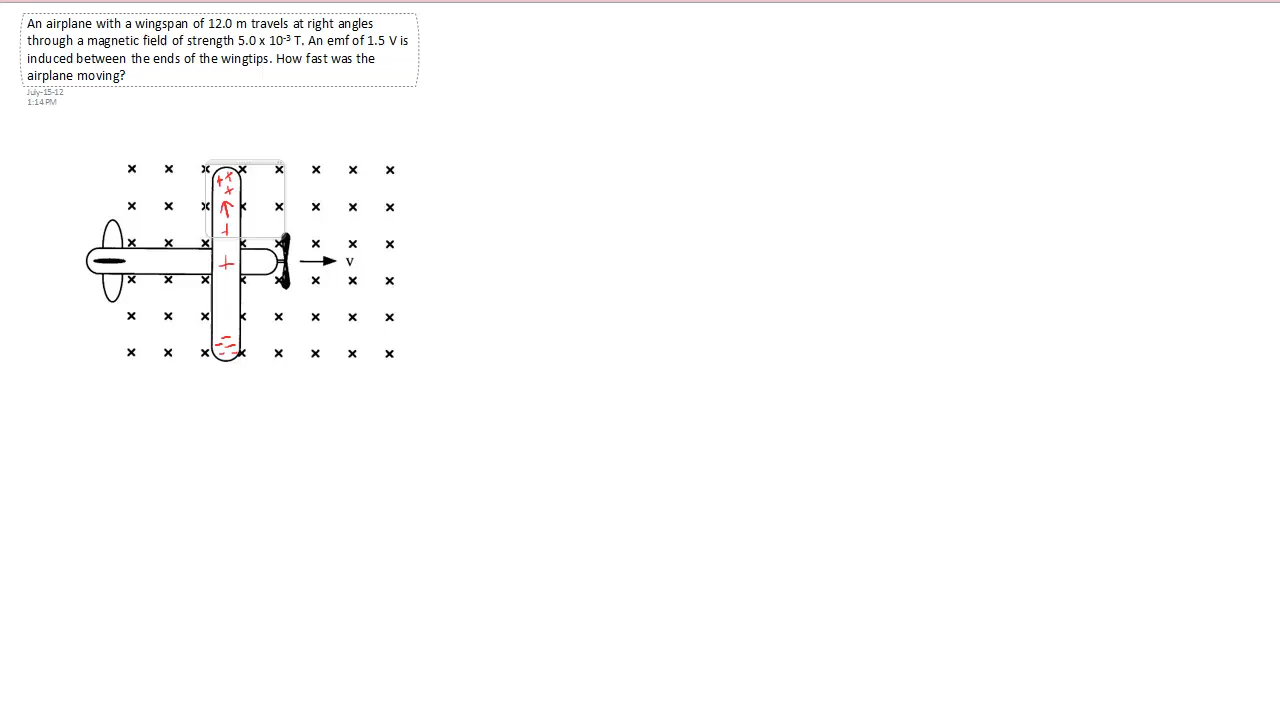 An airplane with a wingspan of 12.0 m travels at right angles
through a magnetic field of strength 5.0 x 10⁻³ T. An emf of 1.5 V is
induced between the ends of the wingtips. How fast was the
airplane moving?
July-15-12
1:14 PM
v